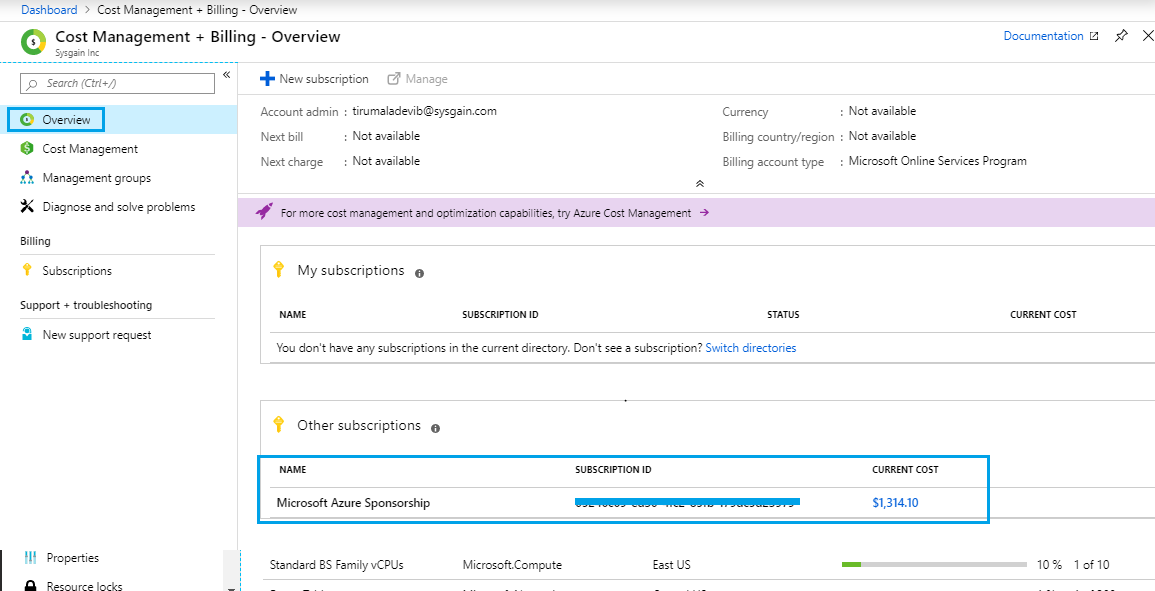 Dashboard > Cost Management + Billing - Overview
Cost Management + Billing - Overview
Sysgain Inc
Documentation
Search (Ctrl+/)
«
Overview
Cost Management
Management groups
Diagnose and solve problems
Billing
Subscriptions
Support + troubleshooting
New support request
Properties
Resource locks
New subscription Manage
Account admin : tirumaladevib@sysgain.com
Next bill : Not available
Next charge : Not available
Currency : Not available
Billing country/region : Not available
Billing account type : Microsoft Online Services Program
For more cost management and optimization capabilities, try Azure Cost Management →
My subscriptions
NAME SUBSCRIPTION ID STATUS CURRENT COST
You don't have any subscriptions in the current directory. Don't see a subscription? Switch directories
Other subscriptions
NAME SUBSCRIPTION ID CURRENT COST
Microsoft Azure Sponsorship $1,314.10
Standard BS Family vCPUs Microsoft.Compute East US 10 % 1 of 10